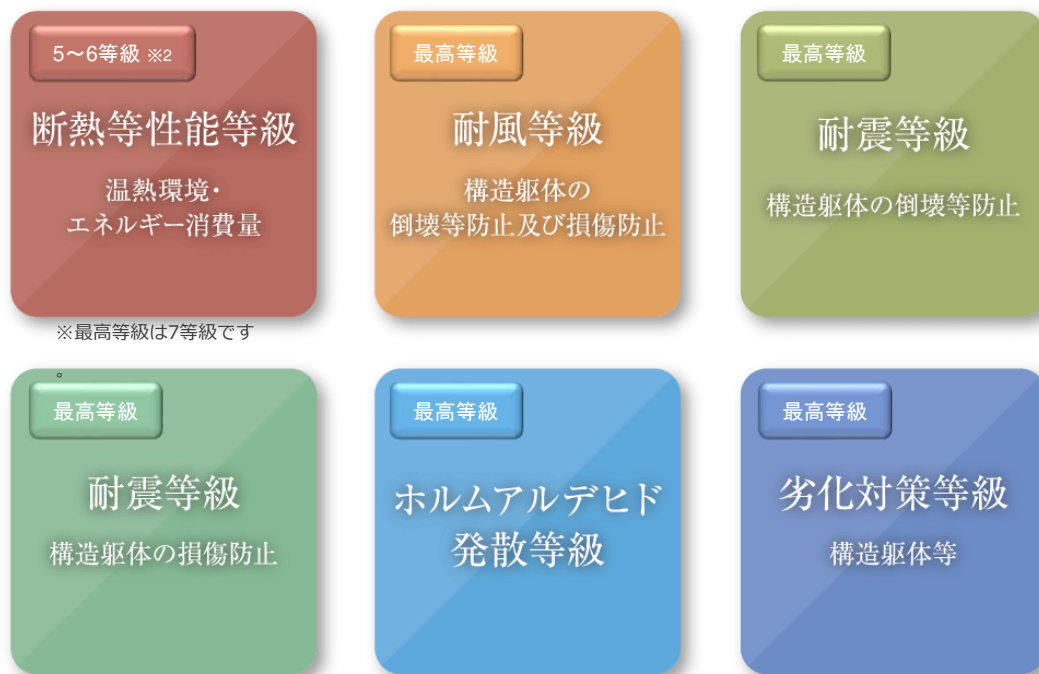 5〜6等級 ※2
断熱等性能等級
温熱環境・
エネルギー消費量
※最高等級は7等級です
。
最高等級
耐風等級
構造躯体の
倒壊等防止及び損傷防止
最高等級
耐震等級
構造躯体の倒壊等防止
最高等級
耐震等級
構造躯体の損傷防止
最高等級
ホルムアルデヒド
発散等級
最高等級
劣化対策等級
構造躯体等